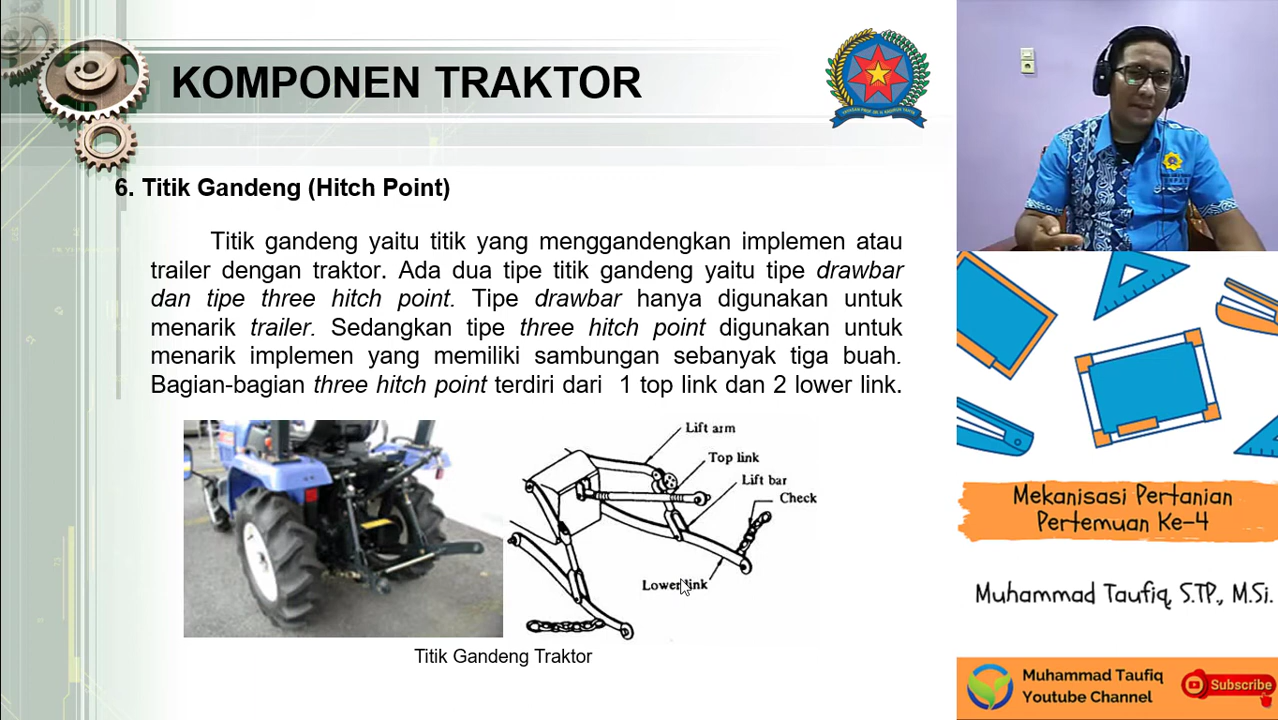 KOMPONEN TRAKTOR
6. Titik Gandeng (Hitch Point)
Titik gandeng yaitu titik yang menggandengkan implemen atau
trailer dengan traktor. Ada dua tipe titik gandeng yaitu tipe drawbar
dan tipe three hitch point. Tipe drawbar hanya digunakan untuk
menarik trailer. Sedangkan tipe three hitch point digunakan untuk
menarik implemen yang memiliki sambungan sebanyak tiga buah.
Bagian-bagian three hitch point terdiri dari 1 top link dan 2 lower link.
Lift arm
Top link
Lift bar
Check
Lower link
Titik Gandeng Traktor
Mekanisasi Pertanian
Pertemuan Ke-4
Muhammad Taufiq, S.TP., M.Si.
Muhammad Taufiq
Youtube Channel
Subscribe